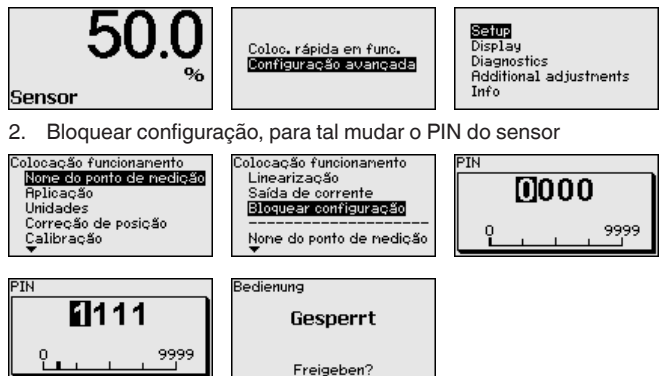 50.0
%
Sensor
Coloc. rápida en func.
Configuração avançada
Setup
Display
Diagnostics
Additional adjustments
Info
2. Bloquear configuração, para tal mudar o PIN do sensor
Colocação funcionamento
Nome do ponto de medição
Aplicação
Unidades
Correção de posição
Calibração
Colocação funcionamento
Linearização
Saída de corrente
Bloquear configuração
Nome do ponto de medição
PIN
0000
0 9999
PIN
1111
0 9999
Bedienung
Gesperrt
Freigeben?